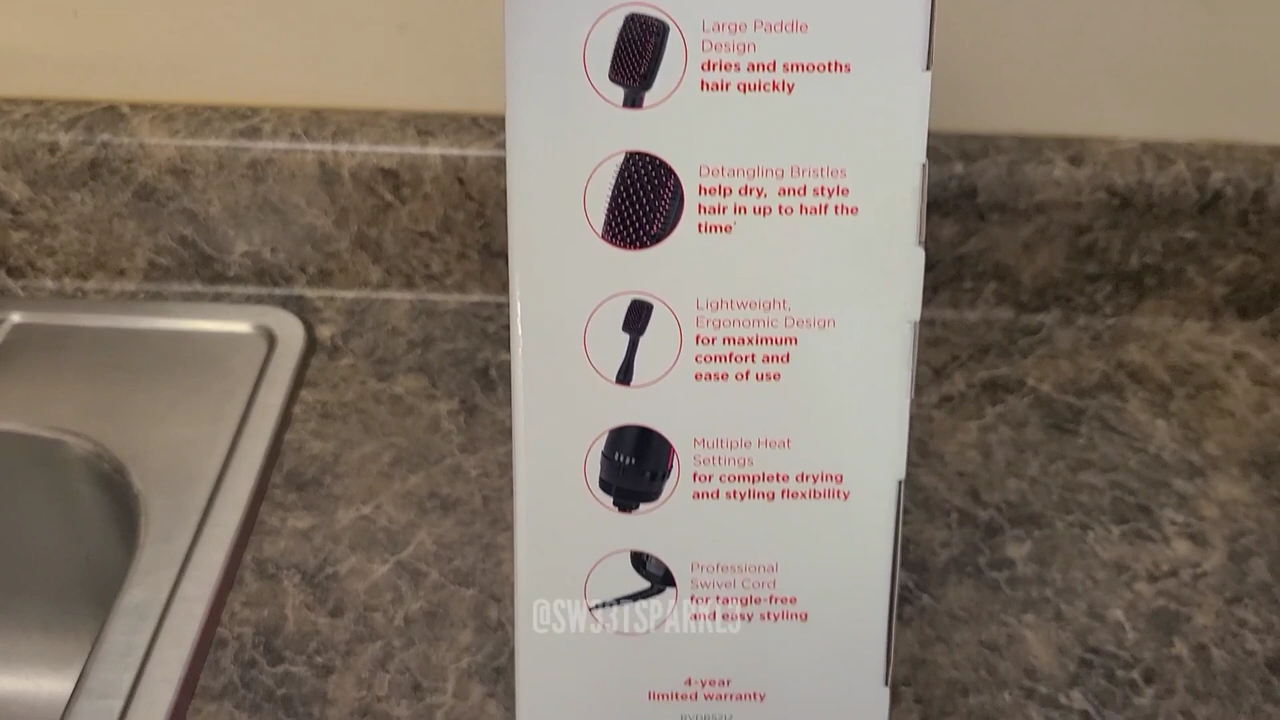 Large Paddle
Design
dries and smooths
hair quickly
Detangling Bristles
help dry, and style
hair in up to half the
time*
Lightweight,
Ergonomic Design
for maximum
comfort and
ease of use
Multiple Heat
Settings
for complete drying
and styling flexibility
Professional
Swivel Cord
for tangle-free
and easy styling
4-year
limited warranty